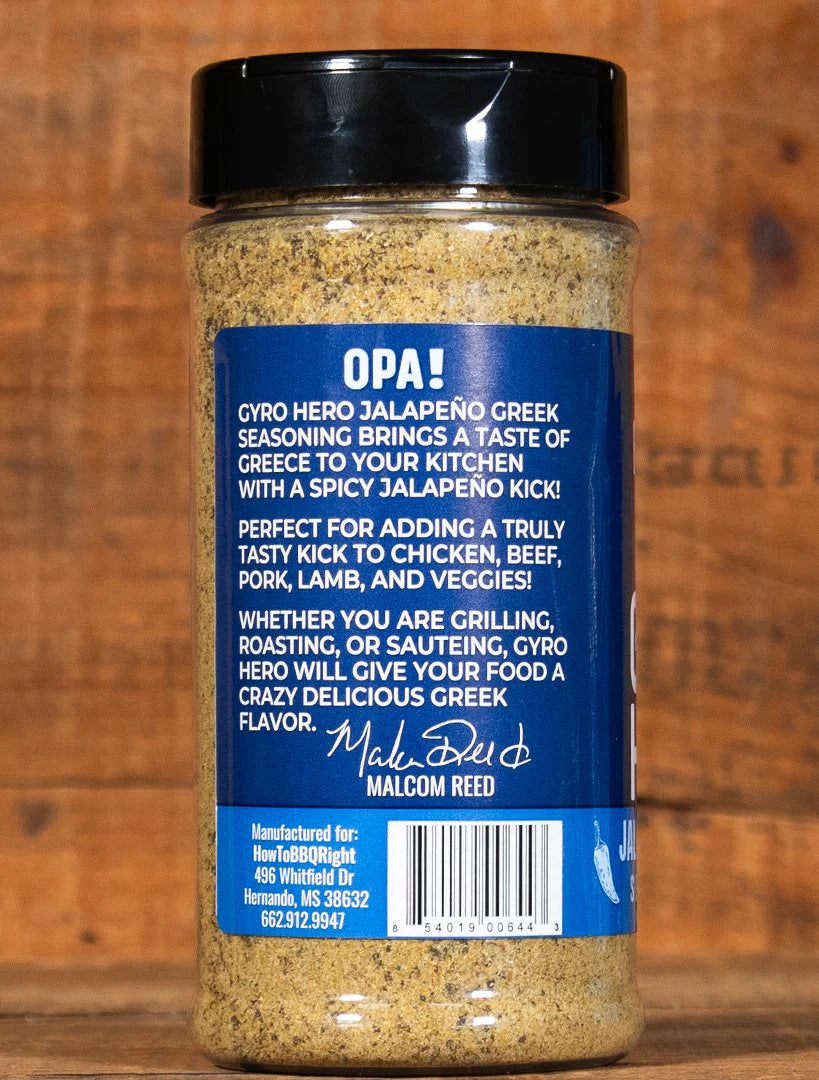 OPA!
GYRO HERO JALAPEÑO GREEK
SEASONING BRINGS A TASTE OF
GREECE TO YOUR KITCHEN
WITH A SPICY JALAPEÑO KICK!
PERFECT FOR ADDING A TRULY
TASTY KICK TO CHICKEN, BEEF,
PORK, LAMB, AND VEGGIES!
WHETHER YOU ARE GRILLING,
ROASTING, OR SAUTEING, GYRO
HERO WILL GIVE YOUR FOOD A
CRAZY DELICIOUS GREEK
FLAVOR.
Malcom Reed
MALCOM REED
Manufactured for:
HowToBBQRight
496 Whitfield Dr
Hernando, MS 38632
662.912.9947
8 54019 00644 3